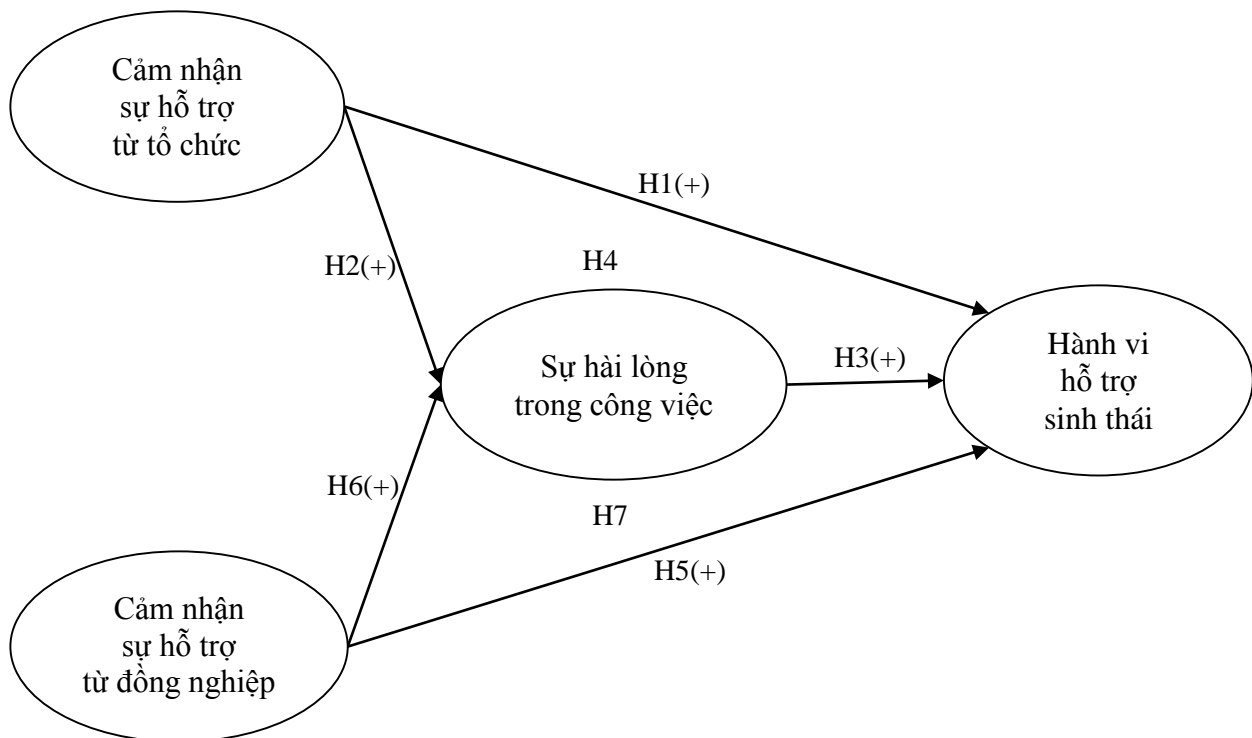 Cảm nhận
sự hỗ trợ
từ tổ chức
H1(+)
H2(+)
H4
Sự hài lòng
trong công việc
H3(+)
Hành vi
hỗ trợ
sinh thái
H6(+)
H7
H5(+)
Cảm nhận
sự hỗ trợ
từ đồng nghiệp